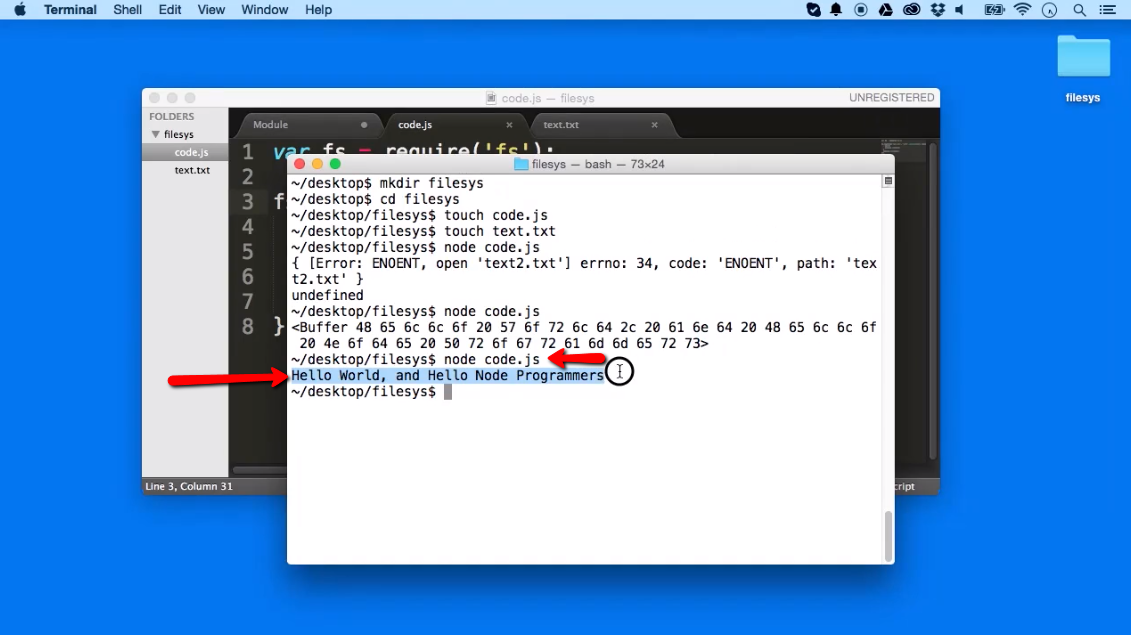 Terminal Shell Edit View Window Help
filesys
code.js — filesys UNREGISTERED
FOLDERS
filesys
code.js
text.txt
Module code.js × text.txt ×
1 var fs = require('fs');
2
3 f
4
5
6
7
8 }
Line 3, Column 31
cript
filesys — bash — 73×24
~/desktop$ mkdir filesys
~/desktop$ cd filesys
~/desktop/filesys$ touch code.js
~/desktop/filesys$ touch text.txt
~/desktop/filesys$ node code.js
{ [Error: ENOENT, open 'text2.txt'] errno: 34, code: 'ENOENT', path: 'tex
t2.txt' }
undefined
~/desktop/filesys$ node code.js
<Buffer 48 65 6c 6c 6f 20 57 6f 72 6c 64 2c 20 61 6e 64 20 48 65 6c 6c 6f
20 4e 6f 64 65 20 50 72 6f 67 72 61 6d 6d 65 72 73>
~/desktop/filesys$ node code.js
Hello World, and Hello Node Programmers
~/desktop/filesys$